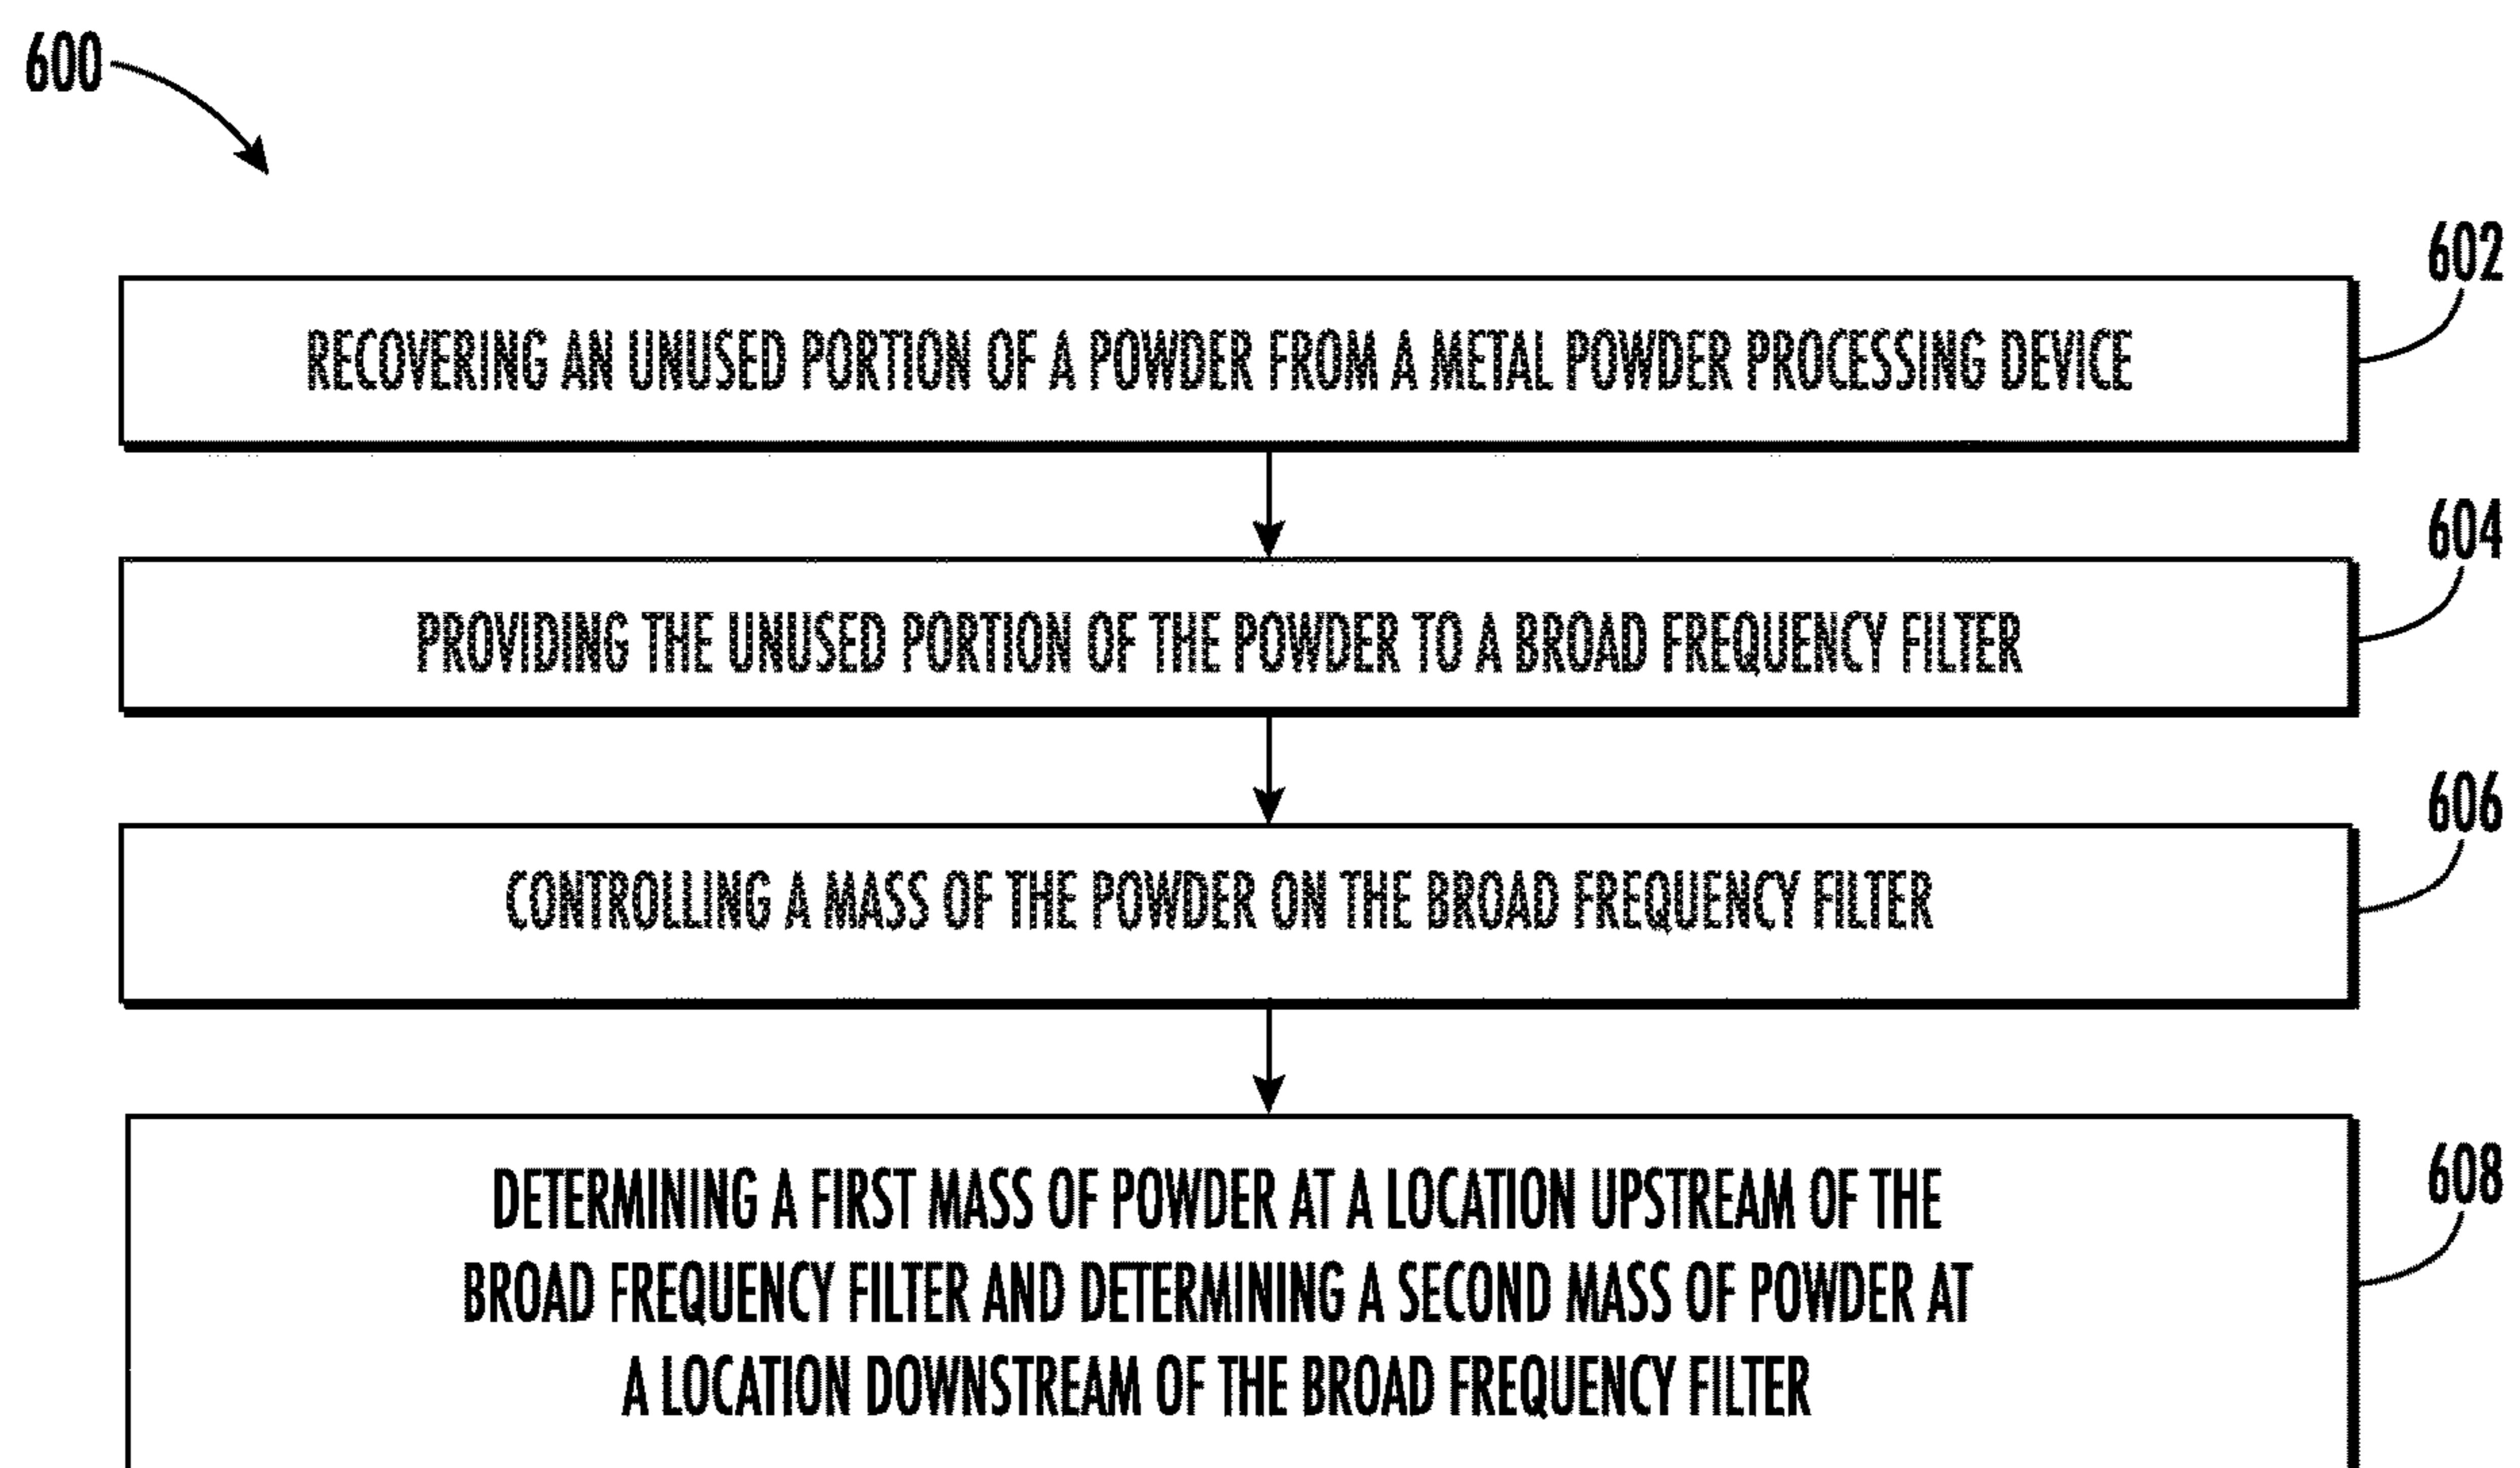 600
602
RECOVERING AN UNUSED PORTION OF A POWDER FROM A METAL POWDER PROCESSING DEVICE
604
PROVIDING THE UNUSED PORTION OF THE POWDER TO A BROAD FREQUENCY FILTER
606
CONTROLLING A MASS OF THE POWDER ON THE BROAD FREQUENCY FILTER
608
DETERMINING A FIRST MASS OF POWDER AT A LOCATION UPSTREAM OF THE
BROAD FREQUENCY FILTER AND DETERMINING A SECOND MASS OF POWDER AT
A LOCATION DOWNSTREAM OF THE BROAD FREQUENCY FILTER